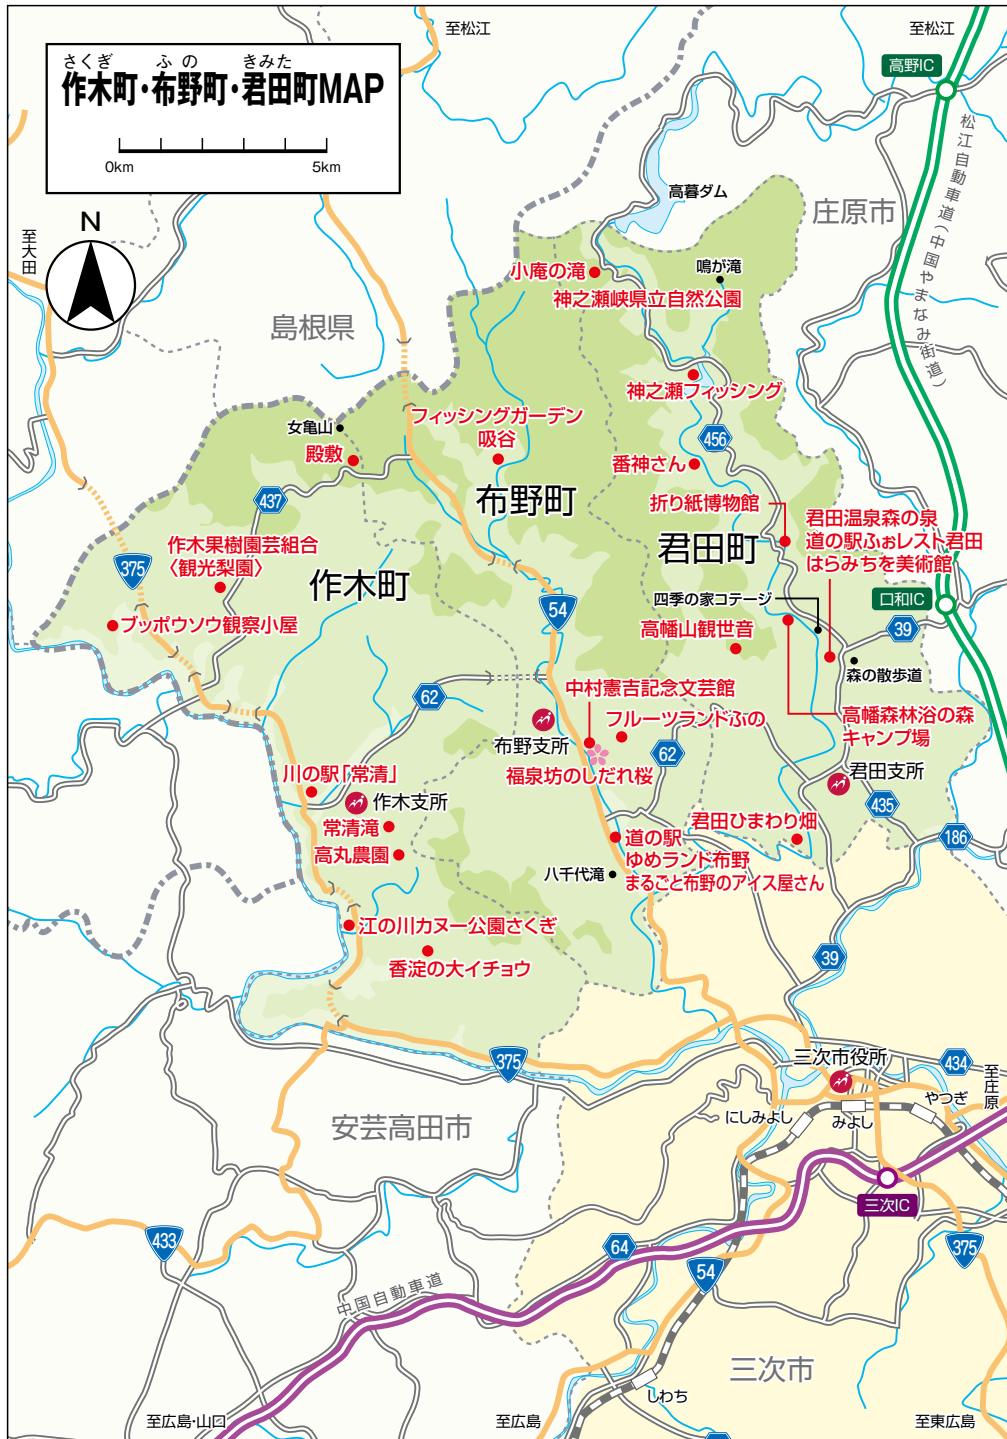 至松江
至松江
さくぎ ふの きみた
作木町・布野町・君田町MAP
0km 5km
高野IC
松江自動車道(中国やまなみ街道)
高暮ダム
庄原市
N
至大田
小庵の滝
鳴が滝
神之瀬峡県立自然公園
島根県
神之瀬フィッシング
フィッシングガーデン
吸谷
女亀山
殿敷
456
番神さん
437
布野町
折り紙博物館
君田温泉森の泉
道の駅ふぉレスト君田
はらみちを美術館
君田町
作木果樹園芸組合
〈観光梨園〉
375
作木町
54
四季の家コテージ
口和IC
39
ブッポウソウ観察小屋
高幡山観世音
森の散歩道
62
中村憲吉記念文芸館
フルーツランドふの
高幡森林浴の森
キャンプ場
布野支所
62
福泉坊のしだれ桜
君田支所
川の駅「常清」
作木支所
435
常清滝
君田ひまわり畑
186
高丸農園
道の駅
ゆめランド布野
まるごと布野のアイス屋さん
八千代滝
江の川カヌー公園さくぎ
香淀の大イチョウ
39
375
三次市役所
434
至庄原
やつぎ
にしみよし
みよし
安芸高田市
三次IC
433
64
375
54
中国自動車道
三次市
しわち
至広島・山口
至広島
至東広島